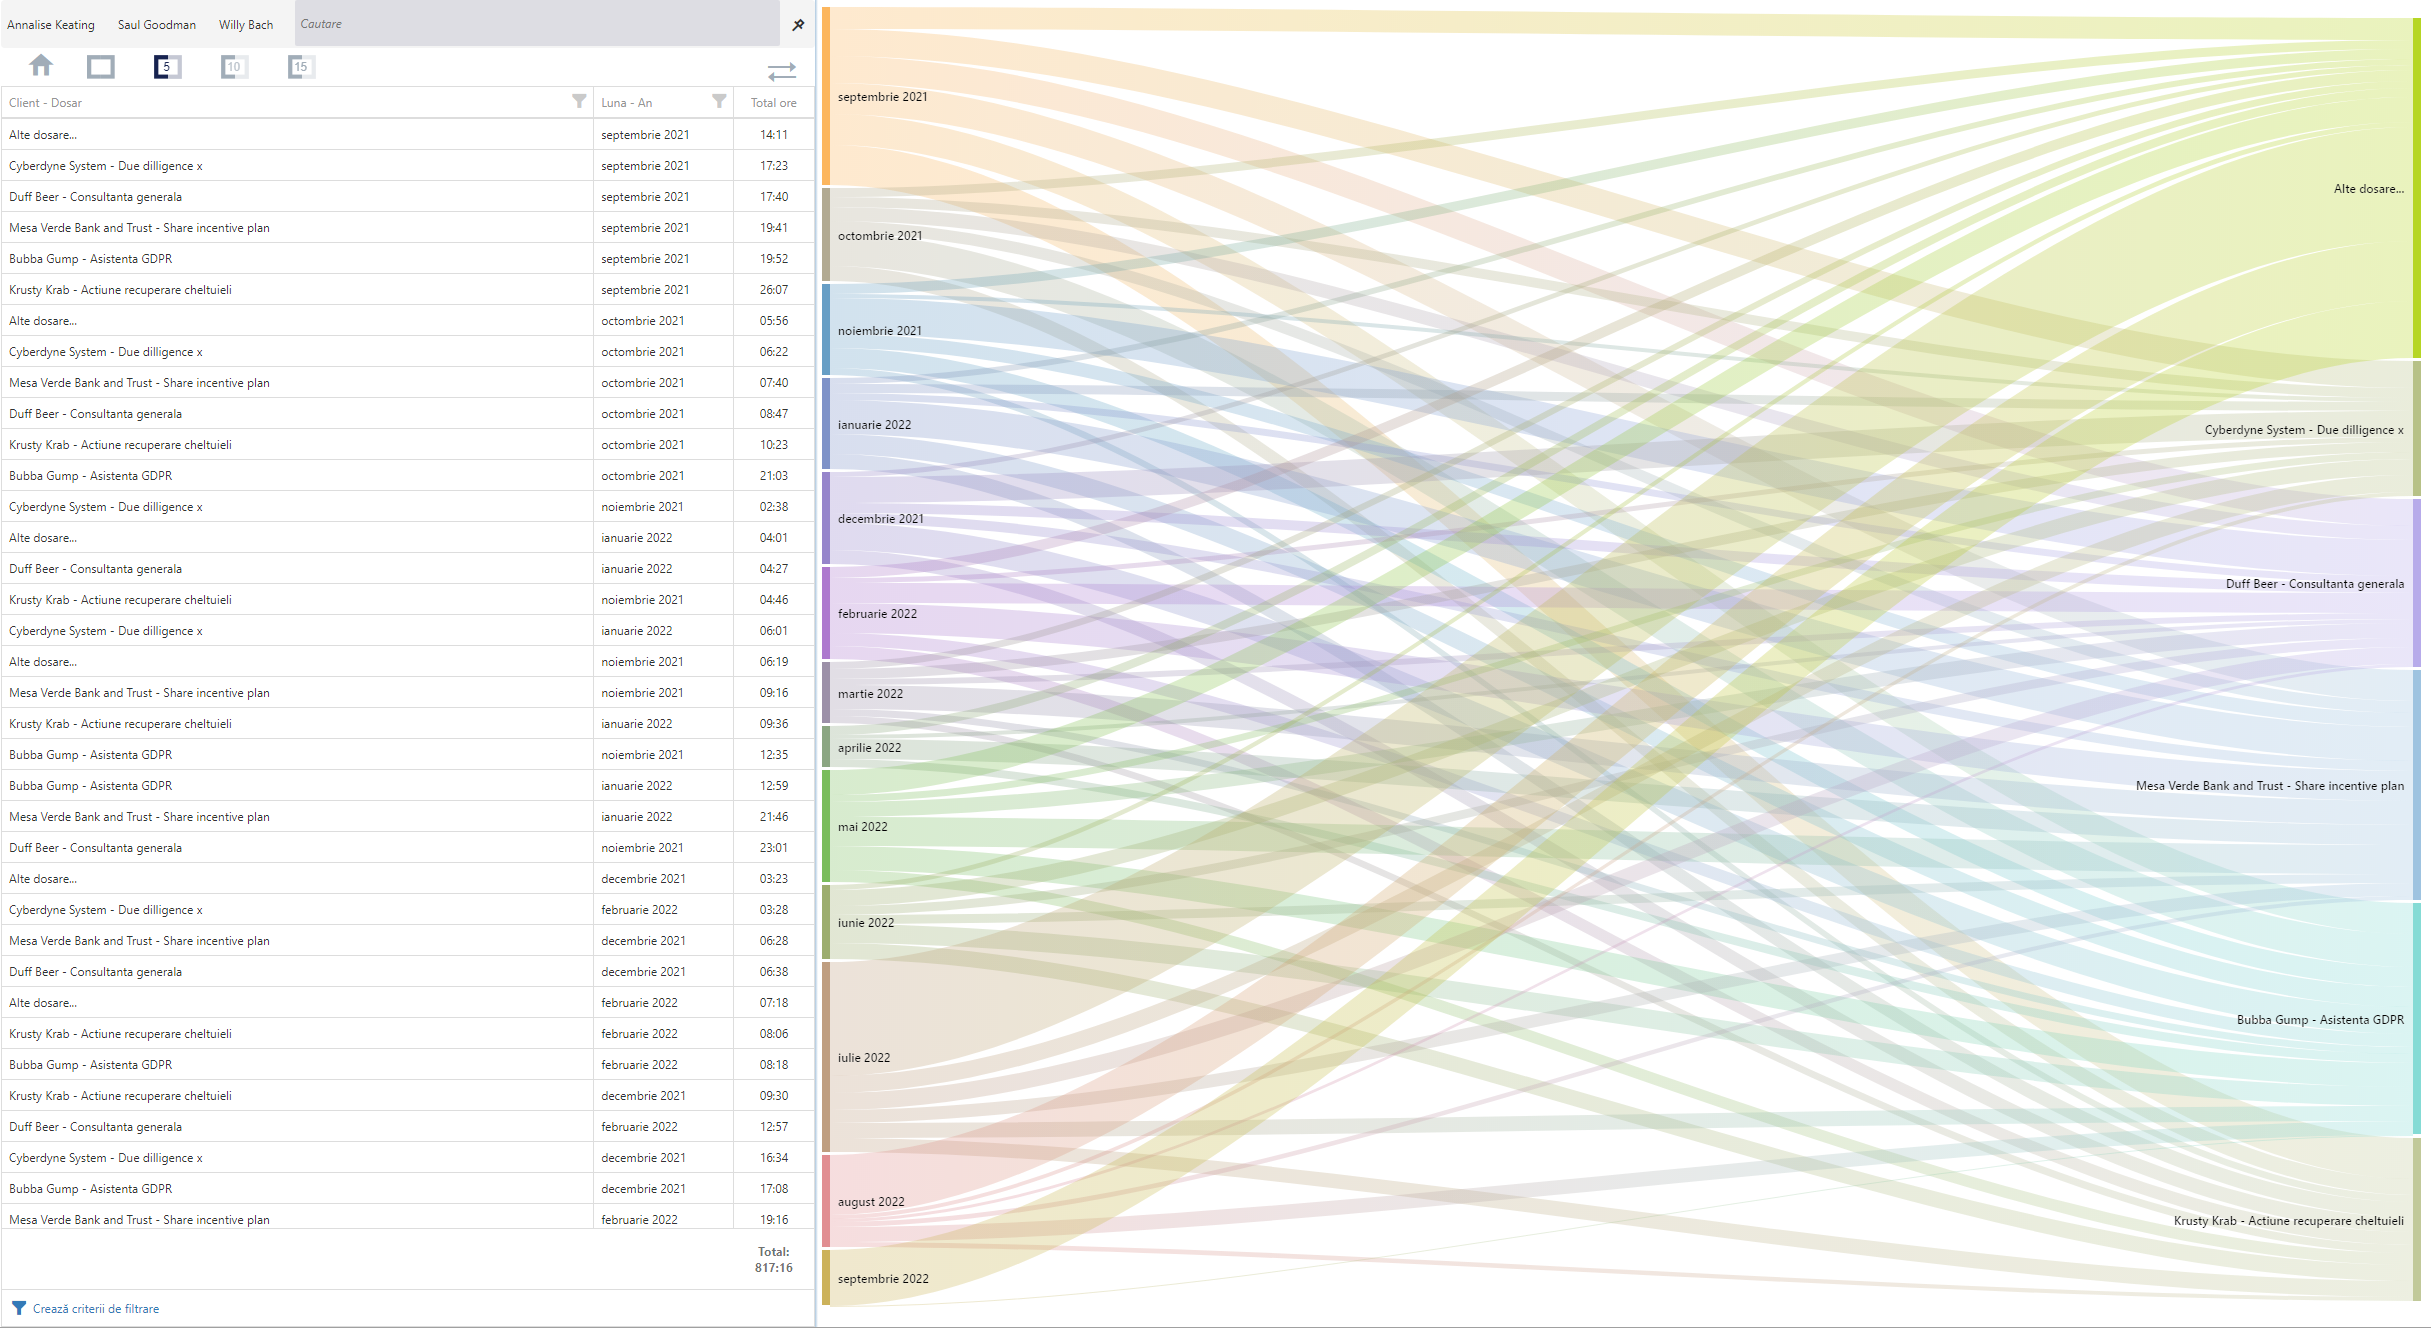 Annalise Keating Saul Goodman Willy Bach Cautare
5 10 15
Client - Dosar Luna - An Total ore
Alte dosare... septembrie 2021 14:11
Cyberdyne System - Due dilligence x septembrie 2021 17:23
Duff Beer - Consultanta generala septembrie 2021 17:40
Mesa Verde Bank and Trust - Share incentive plan septembrie 2021 19:41
Bubba Gump - Asistenta GDPR septembrie 2021 19:52
Krusty Krab - Actiune recuperare cheltuieli septembrie 2021 26:07
Alte dosare... octombrie 2021 05:56
Cyberdyne System - Due dilligence x octombrie 2021 06:22
Mesa Verde Bank and Trust - Share incentive plan octombrie 2021 07:40
Duff Beer - Consultanta generala octombrie 2021 08:47
Krusty Krab - Actiune recuperare cheltuieli octombrie 2021 10:23
Bubba Gump - Asistenta GDPR octombrie 2021 21:03
Cyberdyne System - Due dilligence x noiembrie 2021 02:38
Alte dosare... ianuarie 2022 04:01
Duff Beer - Consultanta generala ianuarie 2022 04:27
Krusty Krab - Actiune recuperare cheltuieli noiembrie 2021 04:46
Cyberdyne System - Due dilligence x ianuarie 2022 06:01
Alte dosare... noiembrie 2021 06:19
Mesa Verde Bank and Trust - Share incentive plan noiembrie 2021 09:16
Krusty Krab - Actiune recuperare cheltuieli ianuarie 2022 09:36
Bubba Gump - Asistenta GDPR noiembrie 2021 12:35
Bubba Gump - Asistenta GDPR ianuarie 2022 12:59
Mesa Verde Bank and Trust - Share incentive plan ianuarie 2022 21:46
Duff Beer - Consultanta generala noiembrie 2021 23:01
Alte dosare... decembrie 2021 03:23
Cyberdyne System - Due dilligence x februarie 2022 03:28
Mesa Verde Bank and Trust - Share incentive plan decembrie 2021 06:28
Duff Beer - Consultanta generala decembrie 2021 06:38
Alte dosare... februarie 2022 07:18
Krusty Krab - Actiune recuperare cheltuieli februarie 2022 08:06
Bubba Gump - Asistenta GDPR februarie 2022 08:18
Krusty Krab - Actiune recuperare cheltuieli decembrie 2021 09:30
Duff Beer - Consultanta generala februarie 2022 12:57
Cyberdyne System - Due dilligence x decembrie 2021 16:34
Bubba Gump - Asistenta GDPR decembrie 2021 17:08
Mesa Verde Bank and Trust - Share incentive plan februarie 2022 19:16
Total:
817:16
Crează criterii de filtrare
septembrie 2021
octombrie 2021
noiembrie 2021
ianuarie 2022
decembrie 2021
februarie 2022
martie 2022
aprilie 2022
mai 2022
iunie 2022
iulie 2022
august 2022
septembrie 2022
Alte dosare...
Cyberdyne System - Due dilligence x
Duff Beer - Consultanta generala
Mesa Verde Bank and Trust - Share incentive plan
Bubba Gump - Asistenta GDPR
Krusty Krab - Actiune recuperare cheltuieli